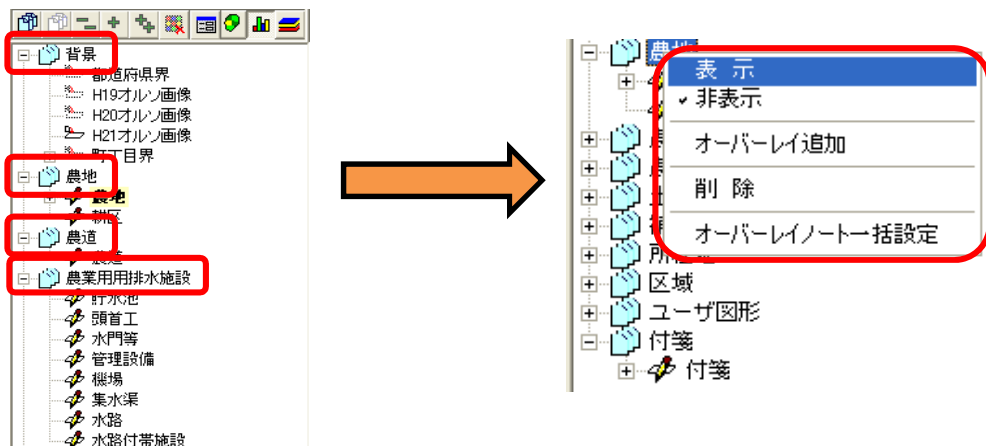 背景
都道府県界
H19オルソ画像
H20オルソ画像
H21オルソ画像
町丁目界
農地
農地
耕区
農道
農道
農業用用排水施設
貯水池
頭首工
水門等
管理設備
機場
集水渠
水路
水路付帯施設
農地
表 示
非表示
オーバーレイ追加
削 除
オーバーレイノート一括設定
区域
ユーザ図形
付箋
付箋